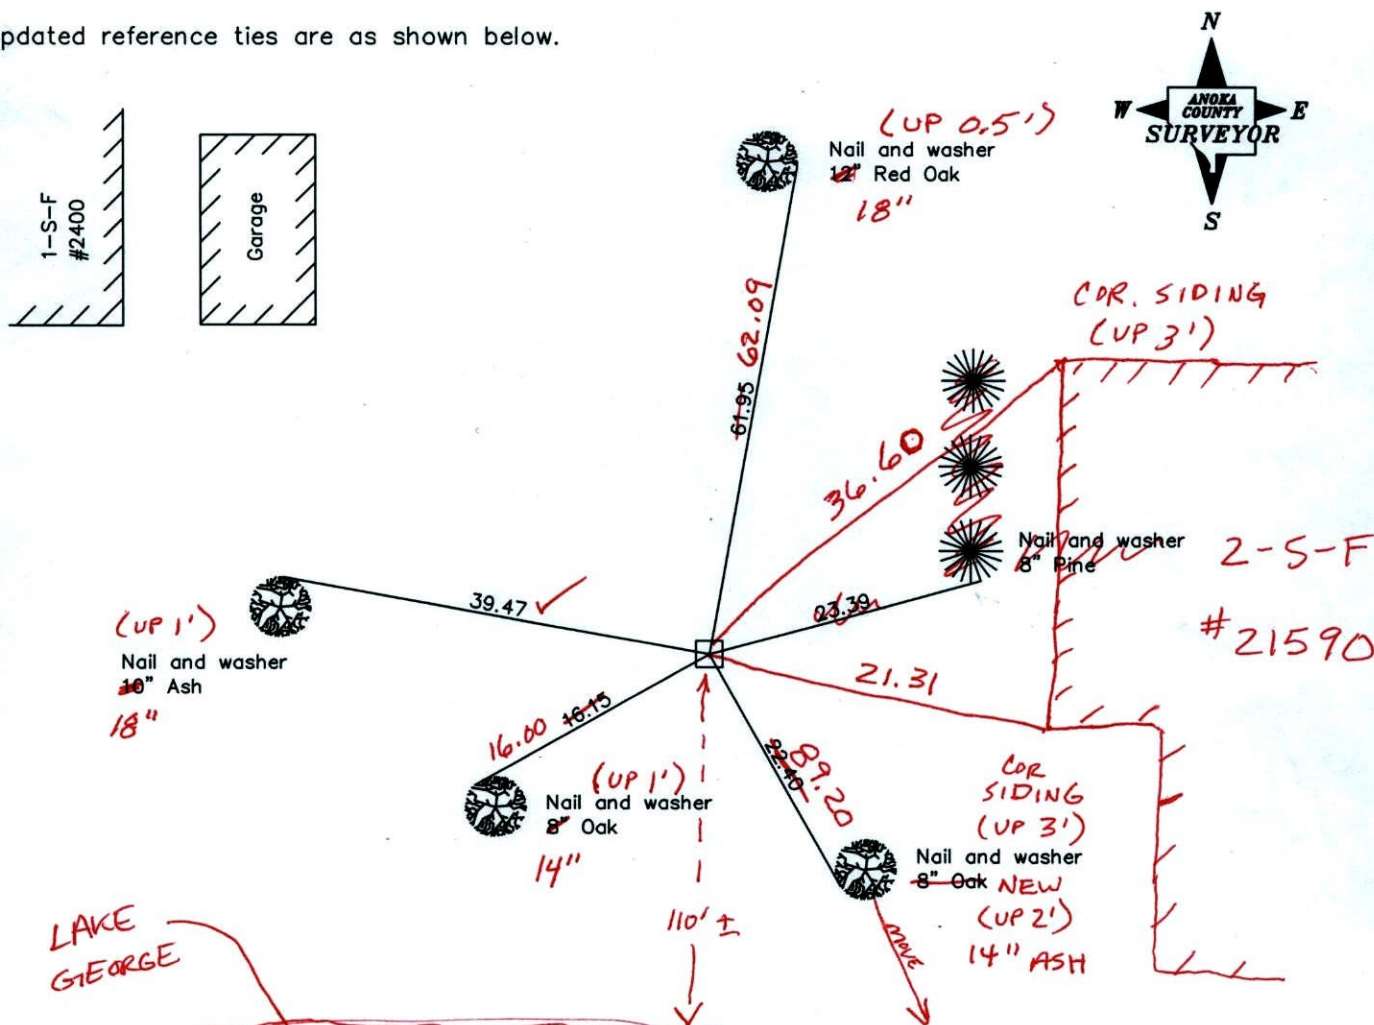 pdated reference ties are as shown below.
N
W
ANOKA
COUNTY
SURVEYOR
E
S
1-S-F
#2400
Garage
(UP 0.5')
Nail and washer
12" Red Oak
18"
COR. SIDING
(UP 3')
61.95 62.09
36.60
Nail and washer
8" Pine
2-S-F
#21590
39.47
23.39
21.31
(UP 1')
Nail and washer
10" Ash
18"
16.00 16.15
(UP 1')
Nail and washer
8" Oak
14"
22.40 89.20
COR
SIDING
(UP 3')
Nail and washer
8" Oak NEW
(UP 2')
14" ASH
110' ±
MOVE
LAKE
GEORGE